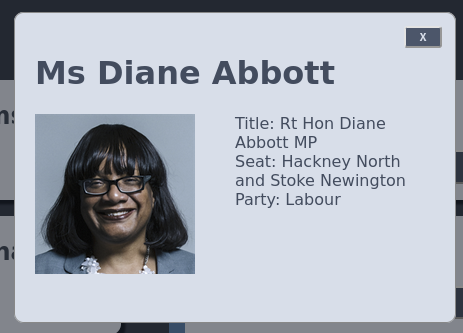 X
Ms Diane Abbott
Title: Rt Hon Diane
Abbott MP
Seat: Hackney North
and Stoke Newington
Party: Labour